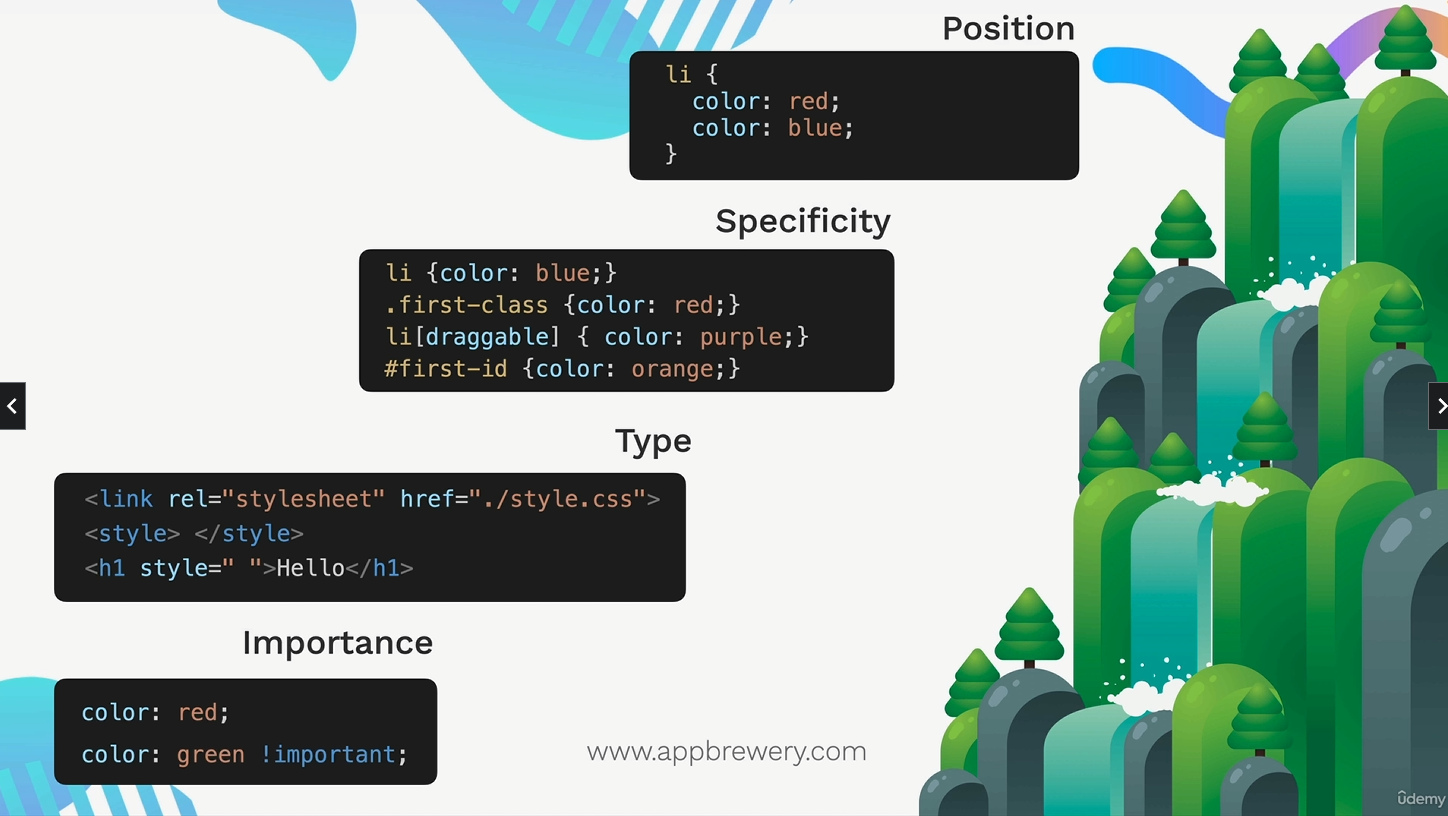 Position
li {
color: red;
color: blue;
}
Specificity
li {color: blue;}
.first-class {color: red;}
li[draggable] { color: purple;}
#first-id {color: orange;}
Type
<link rel="stylesheet" href="./style.css">
<style> </style>
<h1 style=" ">Hello</h1>
Importance
color: red;
color: green !important;
www.appbrewery.com
ûdemy